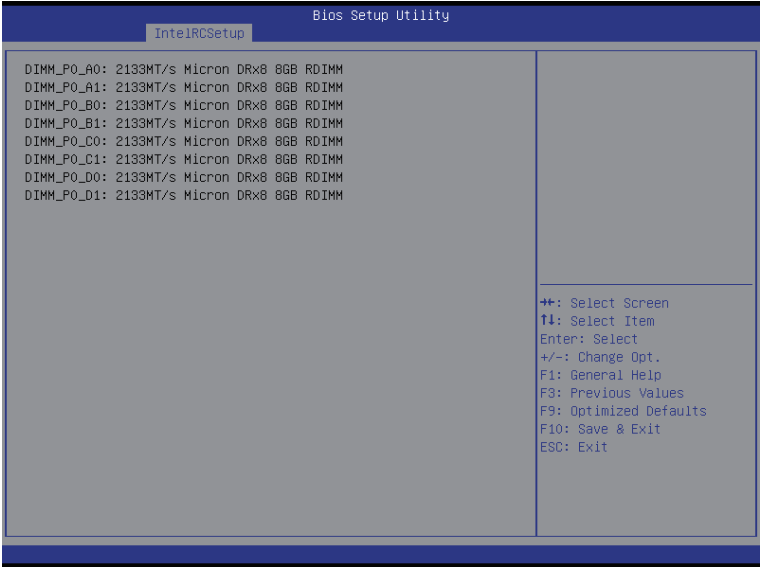 Bios Setup Utility
IntelRCSetup
DIMM_P0_A0: 2133MT/s Micron DRx8 8GB RDIMM
DIMM_P0_A1: 2133MT/s Micron DRx8 8GB RDIMM
DIMM_P0_B0: 2133MT/s Micron DRx8 8GB RDIMM
DIMM_P0_B1: 2133MT/s Micron DRx8 8GB RDIMM
DIMM_P0_C0: 2133MT/s Micron DRx8 8GB RDIMM
DIMM_P0_C1: 2133MT/s Micron DRx8 8GB RDIMM
DIMM_P0_D0: 2133MT/s Micron DRx8 8GB RDIMM
DIMM_P0_D1: 2133MT/s Micron DRx8 8GB RDIMM
→←: Select Screen
↑↓: Select Item
Enter: Select
+/-: Change Opt.
F1: General Help
F3: Previous Values
F9: Optimized Defaults
F10: Save & Exit
ESC: Exit